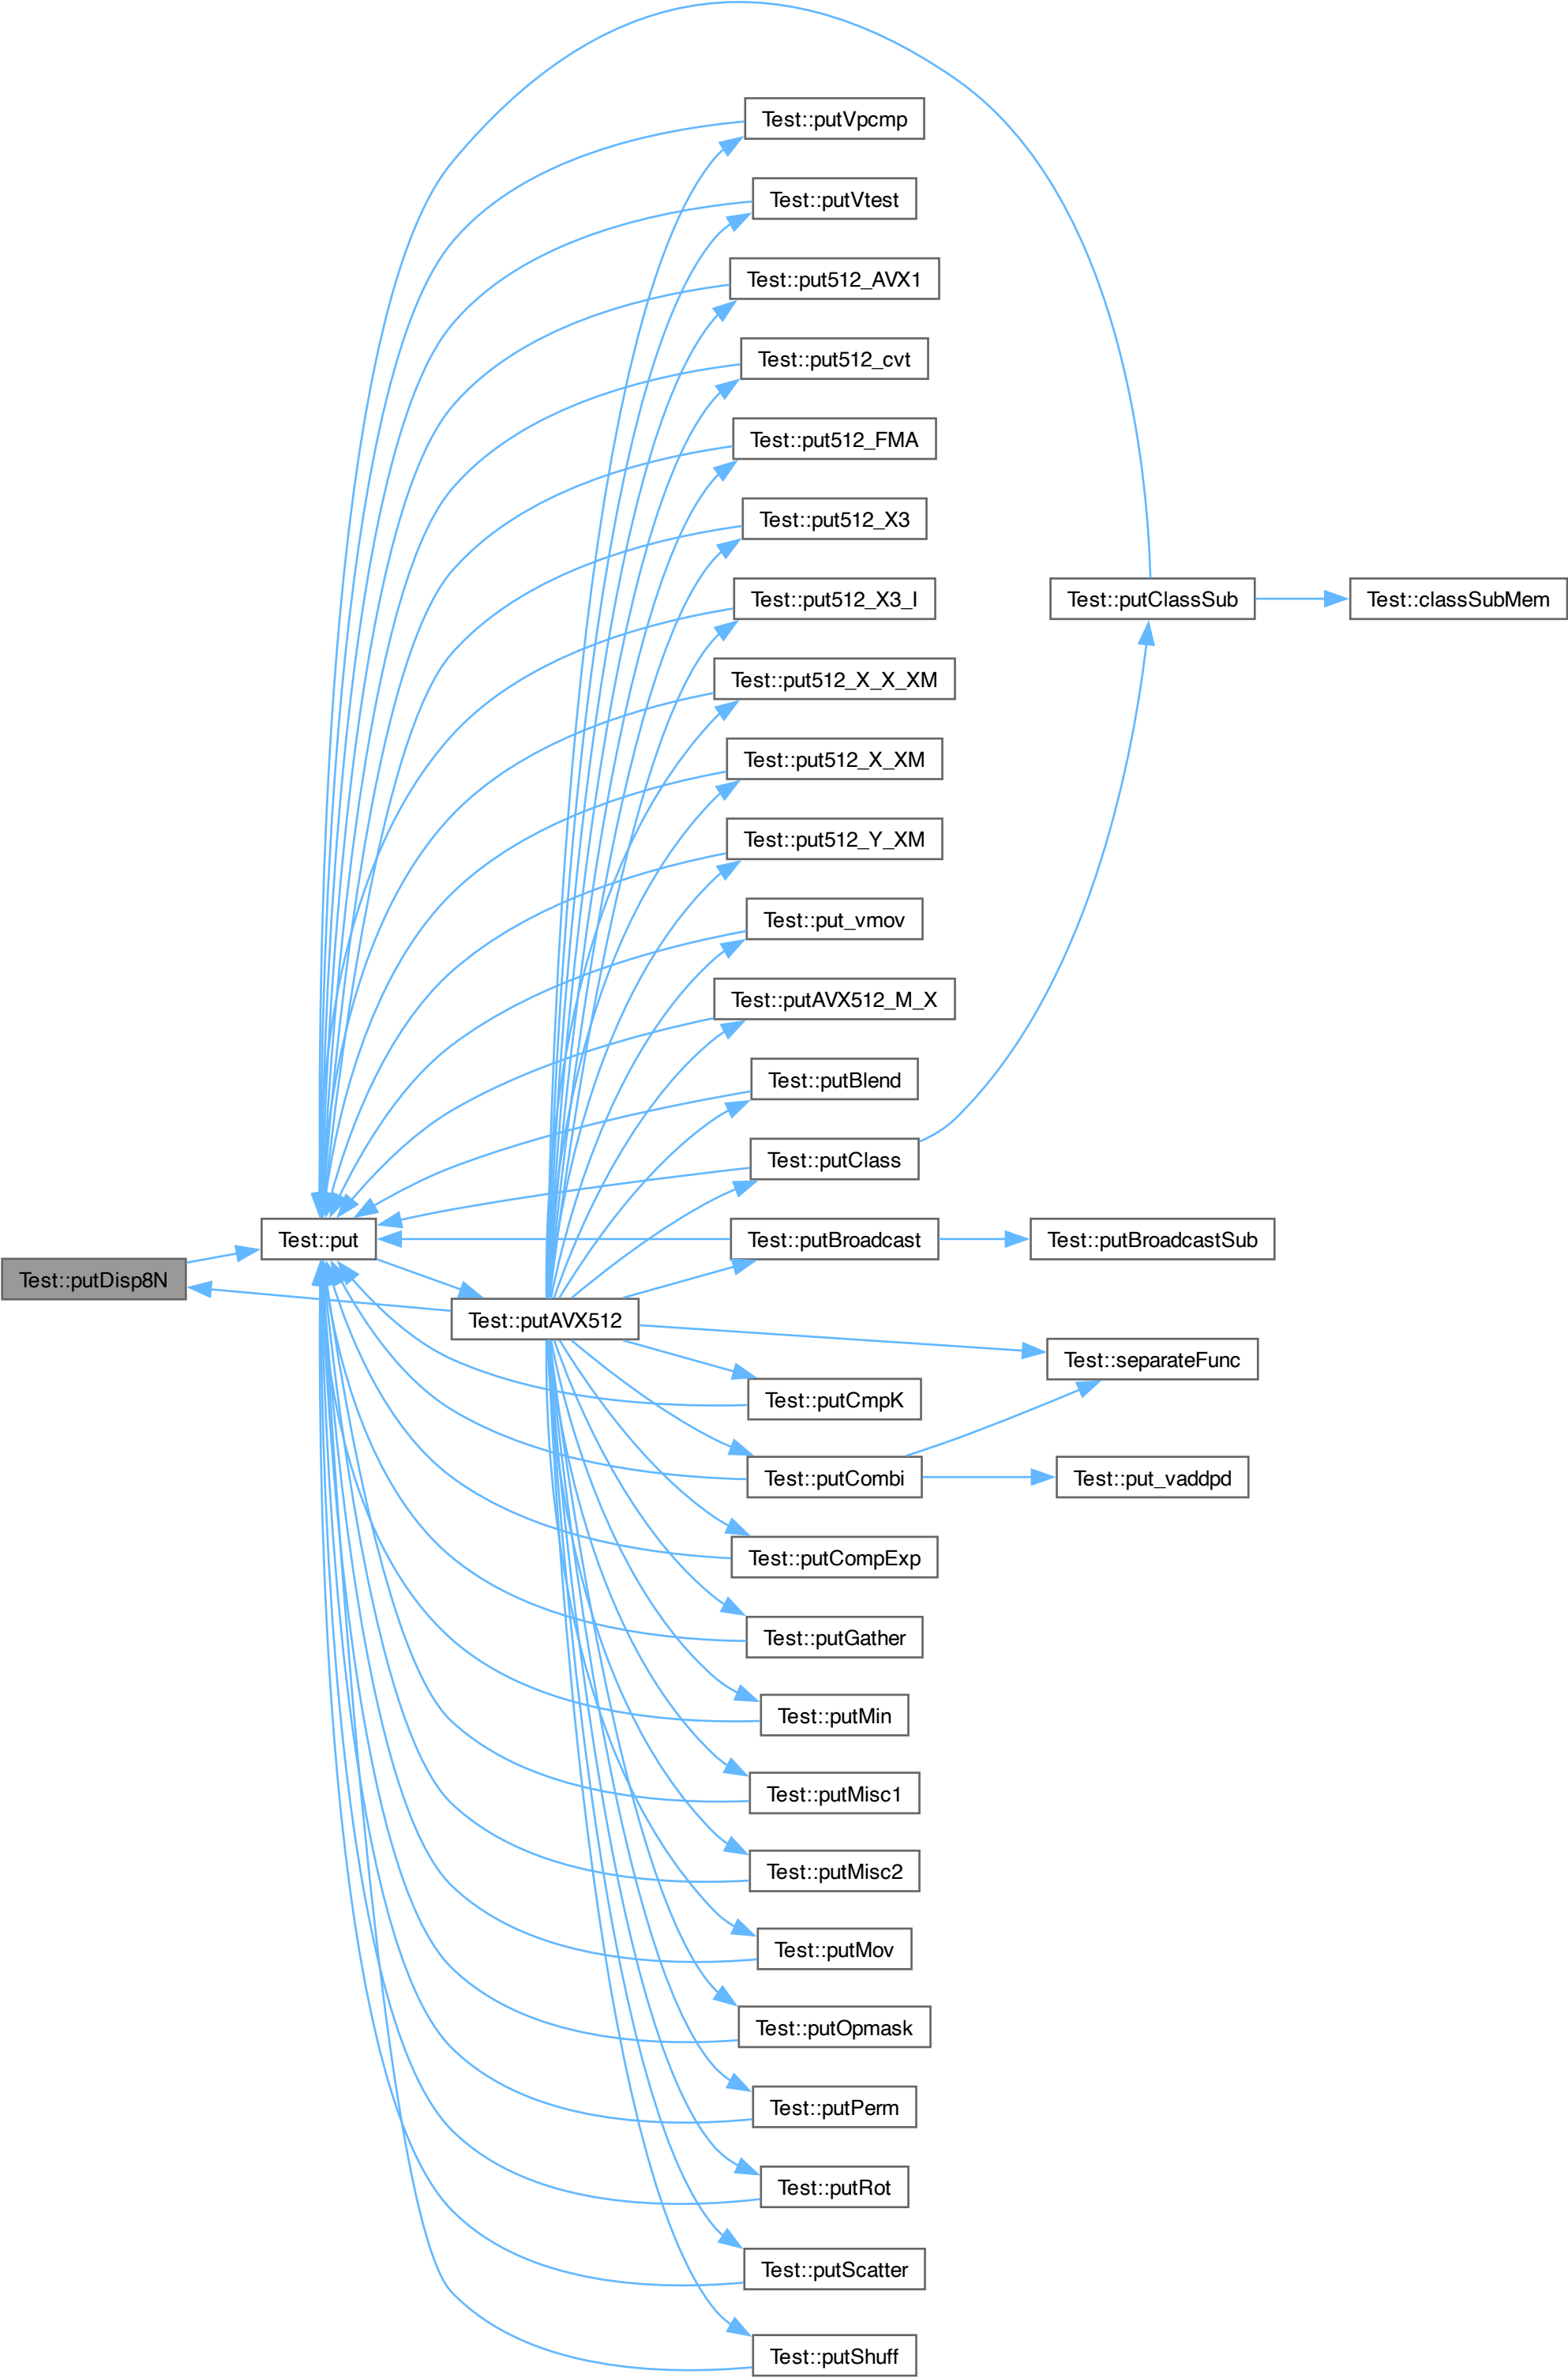 Test::putVpcmp
Test::putVtest
Test::put512_AVX1
Test::put512_cvt
Test::put512_FMA
Test::put512_X3
Test::put512_X3_I
Test::putClassSub
Test::classSubMem
Test::put512_X_X_XM
Test::put512_X_XM
Test::put512_Y_XM
Test::put_vmov
Test::putAVX512_M_X
Test::putBlend
Test::putClass
Test::put
Test::putBroadcast
Test::putBroadcastSub
Test::putDisp8N
Test::putAVX512
Test::separateFunc
Test::putCmpK
Test::putCombi
Test::put_vaddpd
Test::putCompExp
Test::putGather
Test::putMin
Test::putMisc1
Test::putMisc2
Test::putMov
Test::putOpmask
Test::putPerm
Test::putRot
Test::putScatter
Test::putShuff